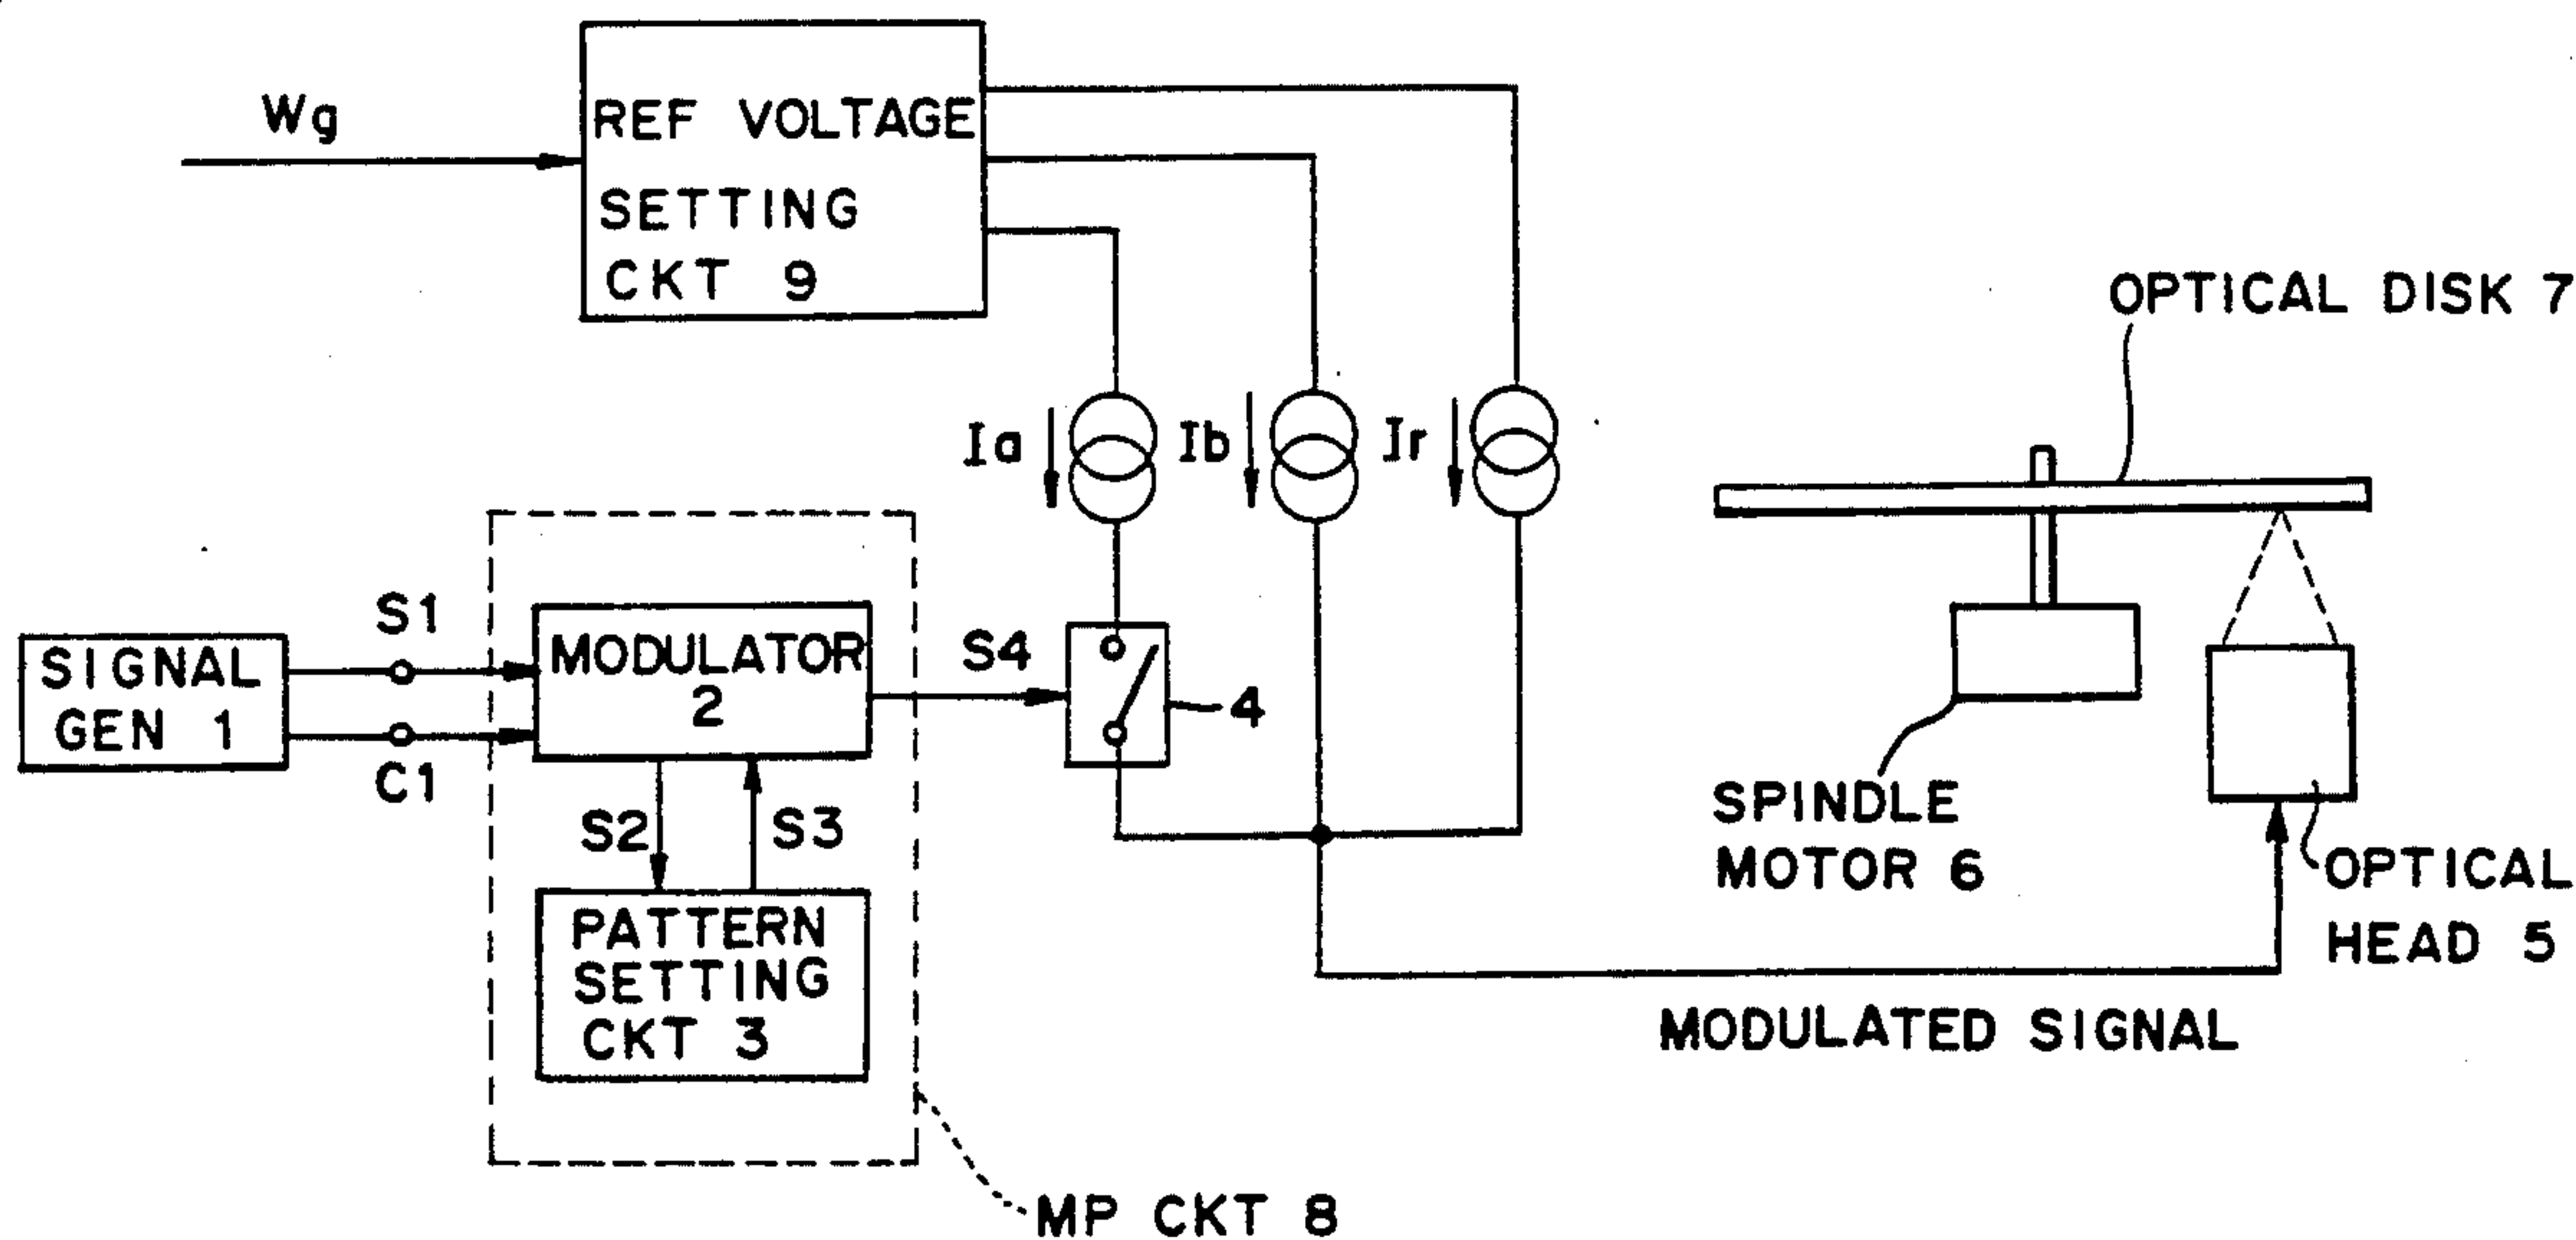 Wg
REF VOLTAGE
SETTING
CKT 9
OPTICAL DISK 7
Ia
Ib
Ir
S1
SIGNAL
GEN 1
C1
MODULATOR
2
S4
4
S2
S3
PATTERN
SETTING
CKT 3
SPINDLE
MOTOR 6
OPTICAL
HEAD 5
MODULATED SIGNAL
MP CKT 8